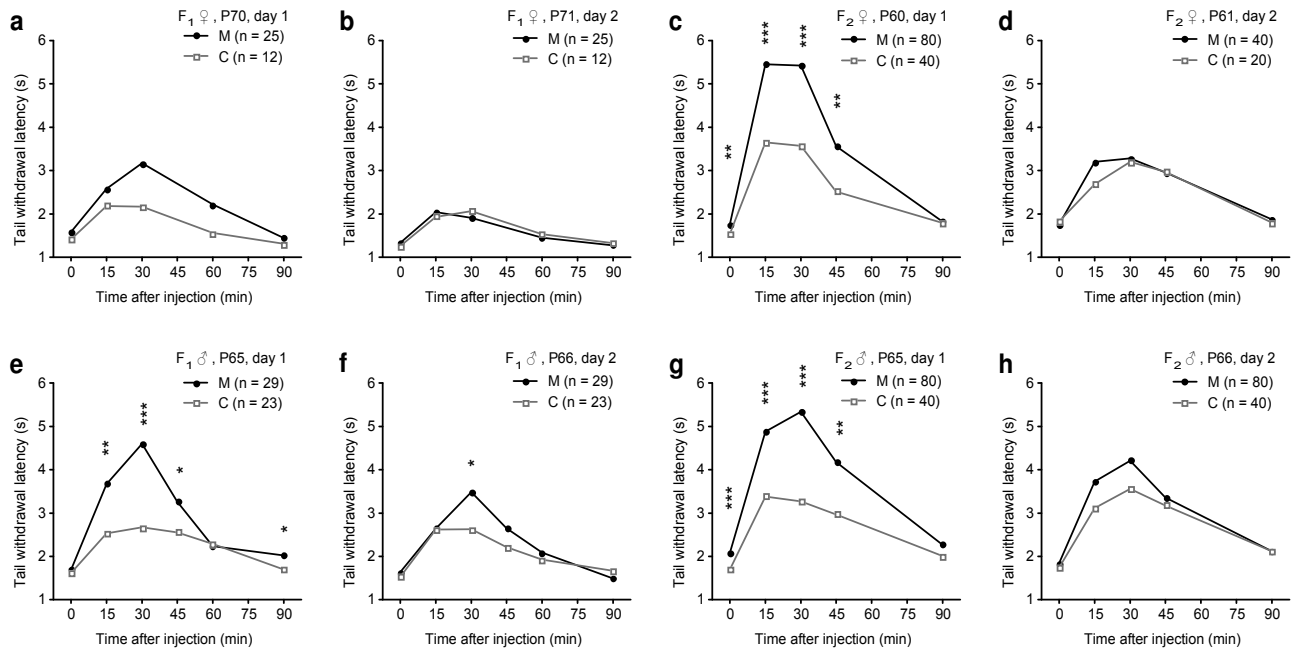 a
F₁ ♀, P70, day 1
M (n = 25)
C (n = 12)
Tail withdrawal latency (s)
6
5
4
3
2
1
0 15 30 45 60 75 90
Time after injection (min)
b
F₁ ♀, P71, day 2
M (n = 25)
C (n = 12)
Tail withdrawal latency (s)
6
5
4
3
2
1
0 15 30 45 60 75 90
Time after injection (min)
c
F₂ ♀, P60, day 1
M (n = 80)
C (n = 40)
Tail withdrawal latency (s)
6
5
4
3
2
1
** *** *** **
0 15 30 45 60 75 90
Time after injection (min)
d
F₂ ♀, P61, day 2
M (n = 40)
C (n = 20)
Tail withdrawal latency (s)
6
5
4
3
2
1
0 15 30 45 60 75 90
Time after injection (min)
e
F₁ ♂, P65, day 1
M (n = 29)
C (n = 23)
Tail withdrawal latency (s)
6
5
4
3
2
1
** *** * *
0 15 30 45 60 75 90
Time after injection (min)
f
F₁ ♂, P66, day 2
M (n = 29)
C (n = 23)
Tail withdrawal latency (s)
6
5
4
3
2
1
*
0 15 30 45 60 75 90
Time after injection (min)
g
F₂ ♂, P65, day 1
M (n = 80)
C (n = 40)
Tail withdrawal latency (s)
6
5
4
3
2
1
*** *** *** **
0 15 30 45 60 75 90
Time after injection (min)
h
F₂ ♂, P66, day 2
M (n = 80)
C (n = 40)
Tail withdrawal latency (s)
6
5
4
3
2
1
0 15 30 45 60 75 90
Time after injection (min)